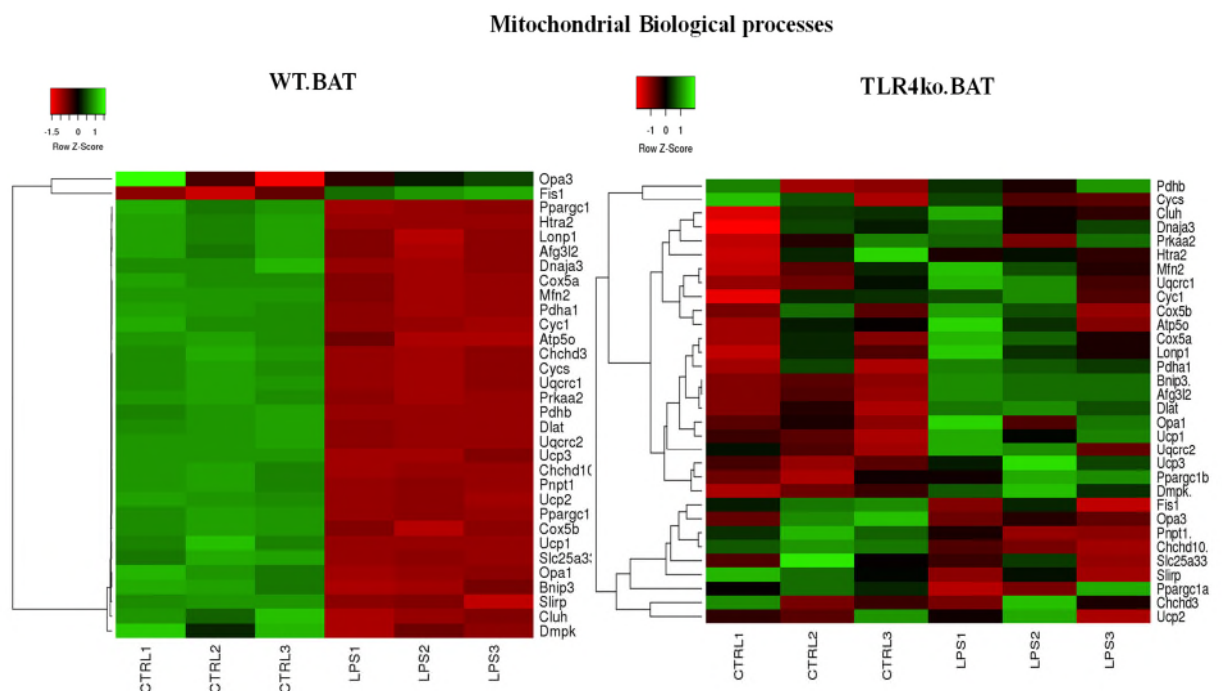 Mitochondrial Biological processes
WT.BAT
-1.5 0 1
Row Z-Score
Opa3
Fis1
Ppargc1
Htra2
Lonp1
Afg3l2
Dnaja3
Cox5a
Mfn2
Pdha1
Cyc1
Atp5o
Chchd3
Cycs
Uqcrc1
Prkaa2
Pdhb
Dlat
Uqcrc2
Ucp3
Chchd1(
Pnpt1
Ucp2
Ppargc1
Cox5b
Ucp1
Slc25a3
Opa1
Bnip3
Slirp
Cluh
Dmpk
CTRL1 CTRL2 CTRL3 LPS1 LPS2 LPS3
TLR4ko.BAT
-1 0 1
Row Z-Score
Pdhb
Cycs
Cluh
Dnaja3
Prkaa2
Htra2
Mfn2
Uqcrc1
Cyc1
Cox5b
Atp5o
Cox5a
Lonp1
Pdha1
Bnip3.
Afg3l2
Dlat
Opa1
Ucp1
Uqcrc2
Ucp3
Ppargc1b
Dmpk.
Fis1
Opa3
Pnpt1.
Chchd10.
Slc25a33
Slirp
Ppargc1a
Chchd3
Ucp2
CTRL1 CTRL2 CTRL3 LPS1 LPS2 LPS3